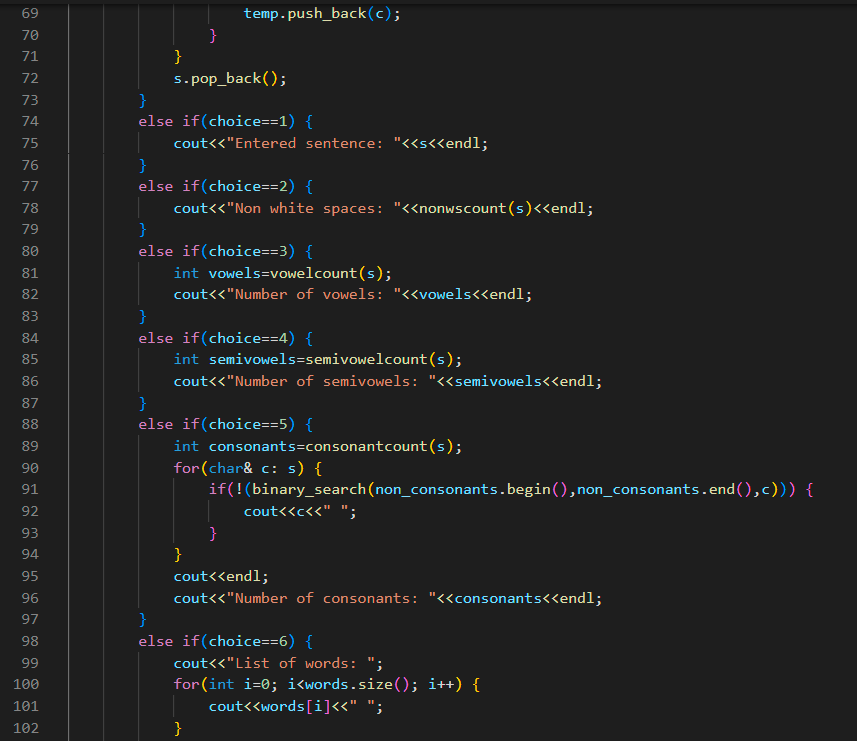 69 temp.push_back(c);
70 }
71 }
72 s.pop_back();
73 }
74 else if(choice==1) {
75 cout<<"Entered sentence: "<<s<<endl;
76 }
77 else if(choice==2) {
78 cout<<"Non white spaces: "<<nonwscount(s)<<endl;
79 }
80 else if(choice==3) {
81 int vowels=vowelcount(s);
82 cout<<"Number of vowels: "<<vowels<<endl;
83 }
84 else if(choice==4) {
85 int semivowels=semivowelcount(s);
86 cout<<"Number of semivowels: "<<semivowels<<endl;
87 }
88 else if(choice==5) {
89 int consonants=consonantcount(s);
90 for(char& c: s) {
91 if(!(binary_search(non_consonants.begin(),non_consonants.end(),c))) {
92 cout<<c<<" ";
93 }
94 }
95 cout<<endl;
96 cout<<"Number of consonants: "<<consonants<<endl;
97 }
98 else if(choice==6) {
99 cout<<"List of words: ";
100 for(int i=0; i<words.size(); i++) {
101 cout<<words[i]<<" ";
102 }